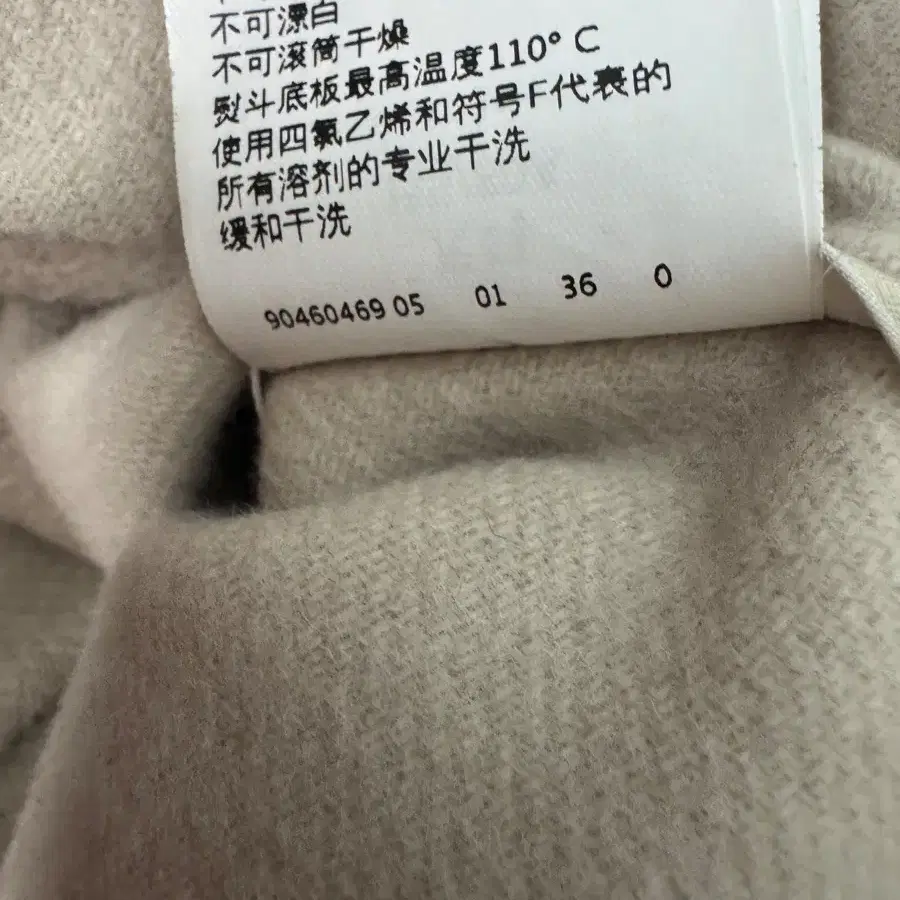 不可漂白
不可滚筒干燥
熨斗底板最高温度110° C
使用四氯乙烯和符号F代表的
所有溶剂的专业干洗
缓和干洗
90460469 05 01 36 0